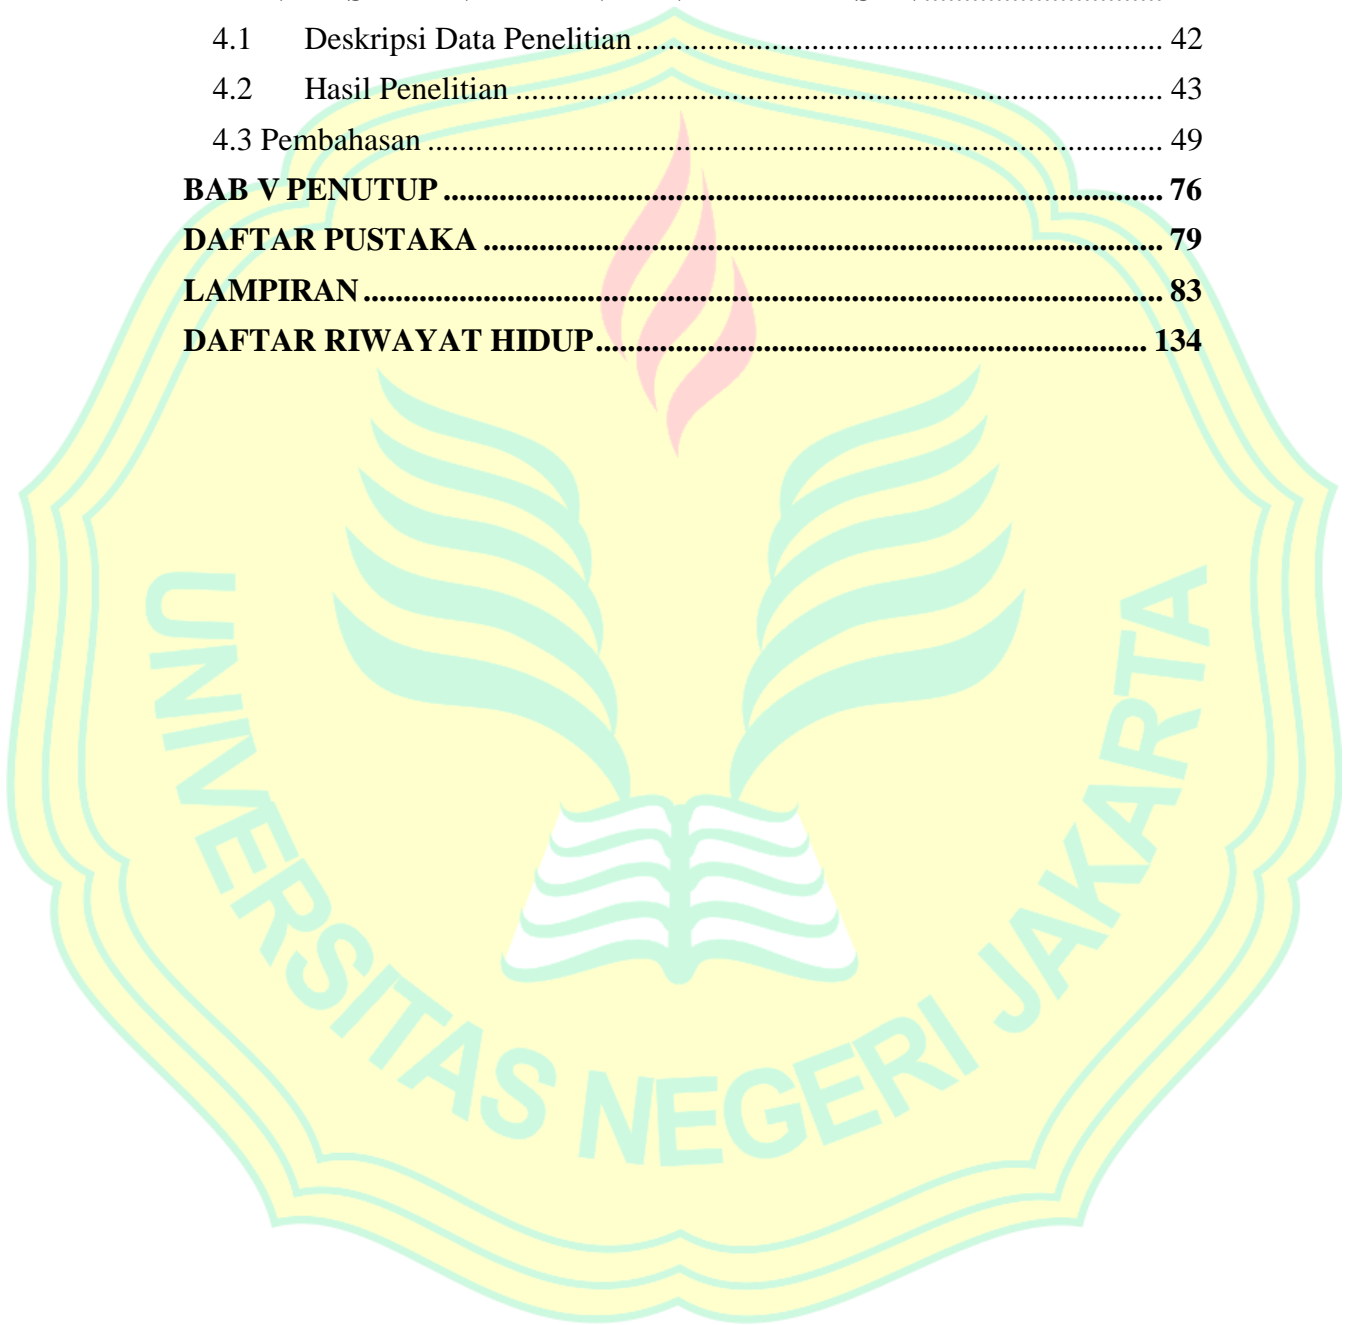 4.1 Deskripsi Data Penelitian ........ 42
4.2 Hasil Penelitian ........ 43
4.3 Pembahasan ........ 49
BAB V PENUTUP ........ 76
DAFTAR PUSTAKA ........ 79
LAMPIRAN ........ 83
DAFTAR RIWAYAT HIDUP ........ 134
UNIVERSITAS NEGERI JAKARTA